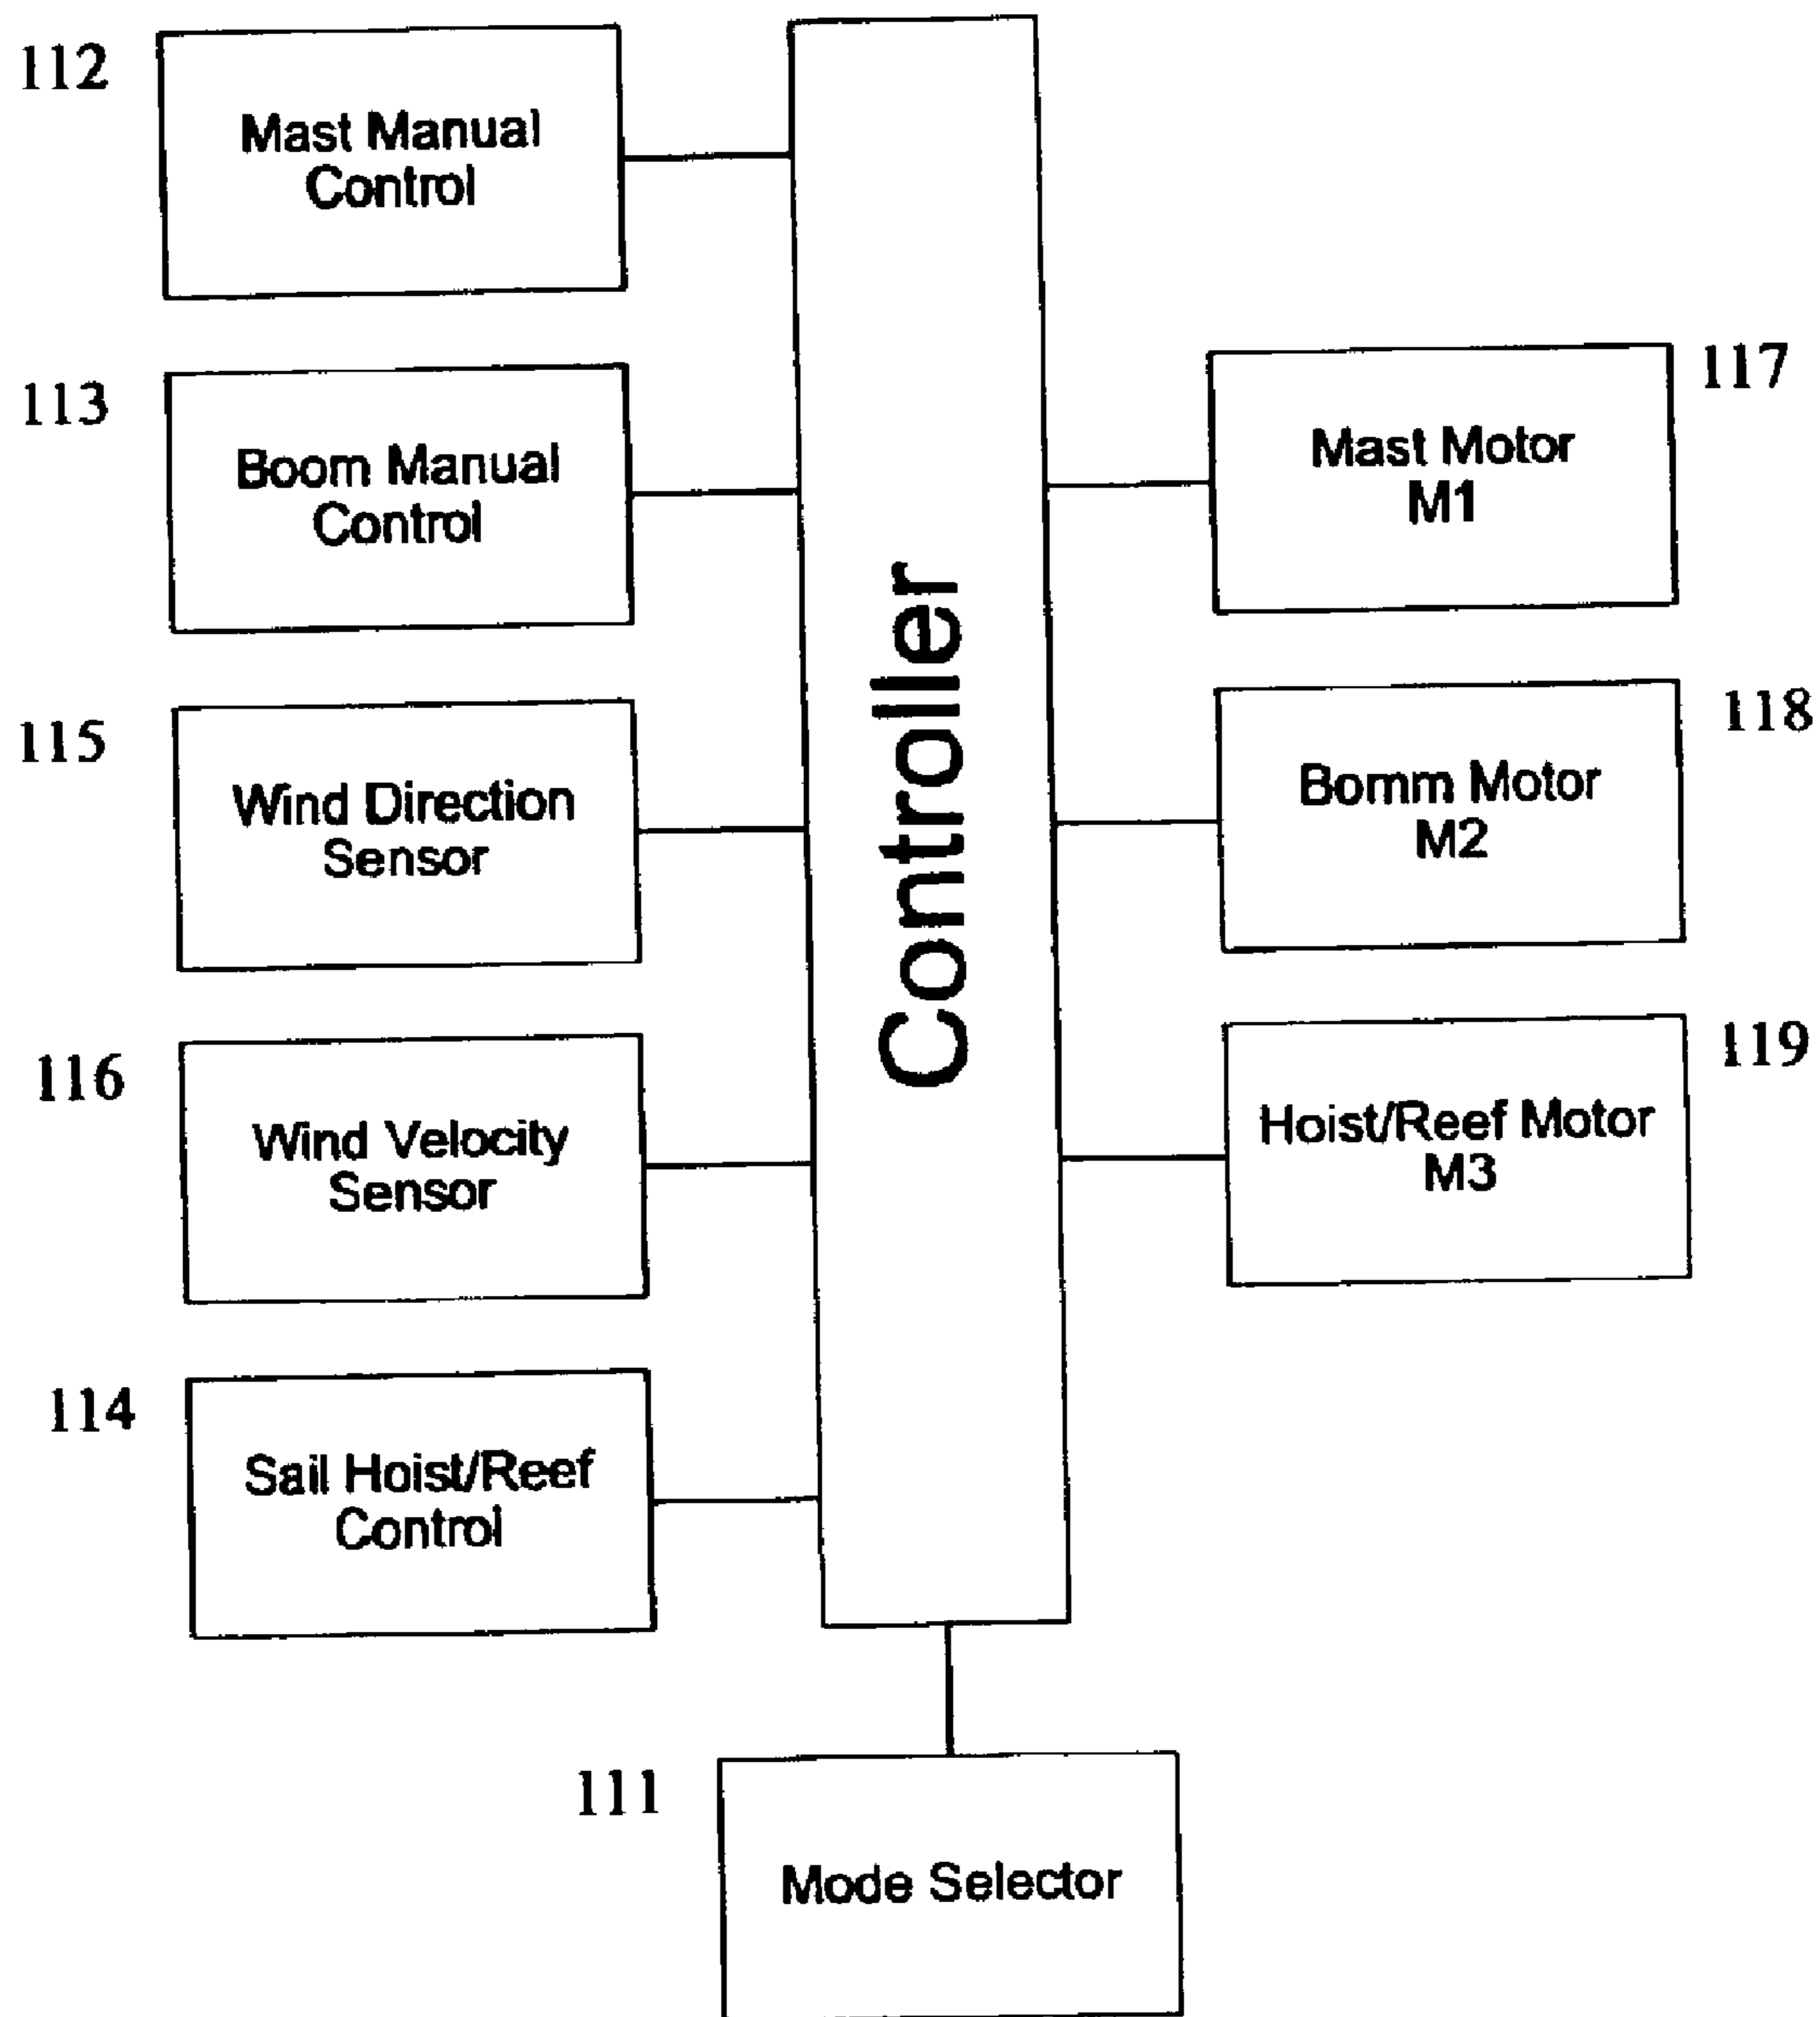 112
Mast Manual
Control
113
Boom Manual
Control
115
Wind Direction
Sensor
116
Wind Velocity
Sensor
114
Sail Hoist/Reef
Control
Controller
117
Mast Motor
M1
118
Bomm Motor
M2
119
Hoist/Reef Motor
M3
111
Mode Selector